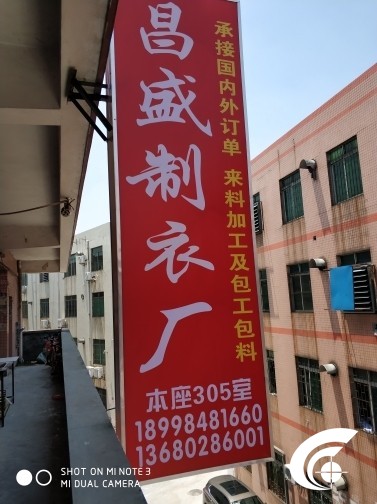 昌盛制衣厂
承接国内外订单 来料加工及包工包料
本座305室
18998481660
13680286001
SHOT ON MI NOTE 3
MI DUAL CAMERA